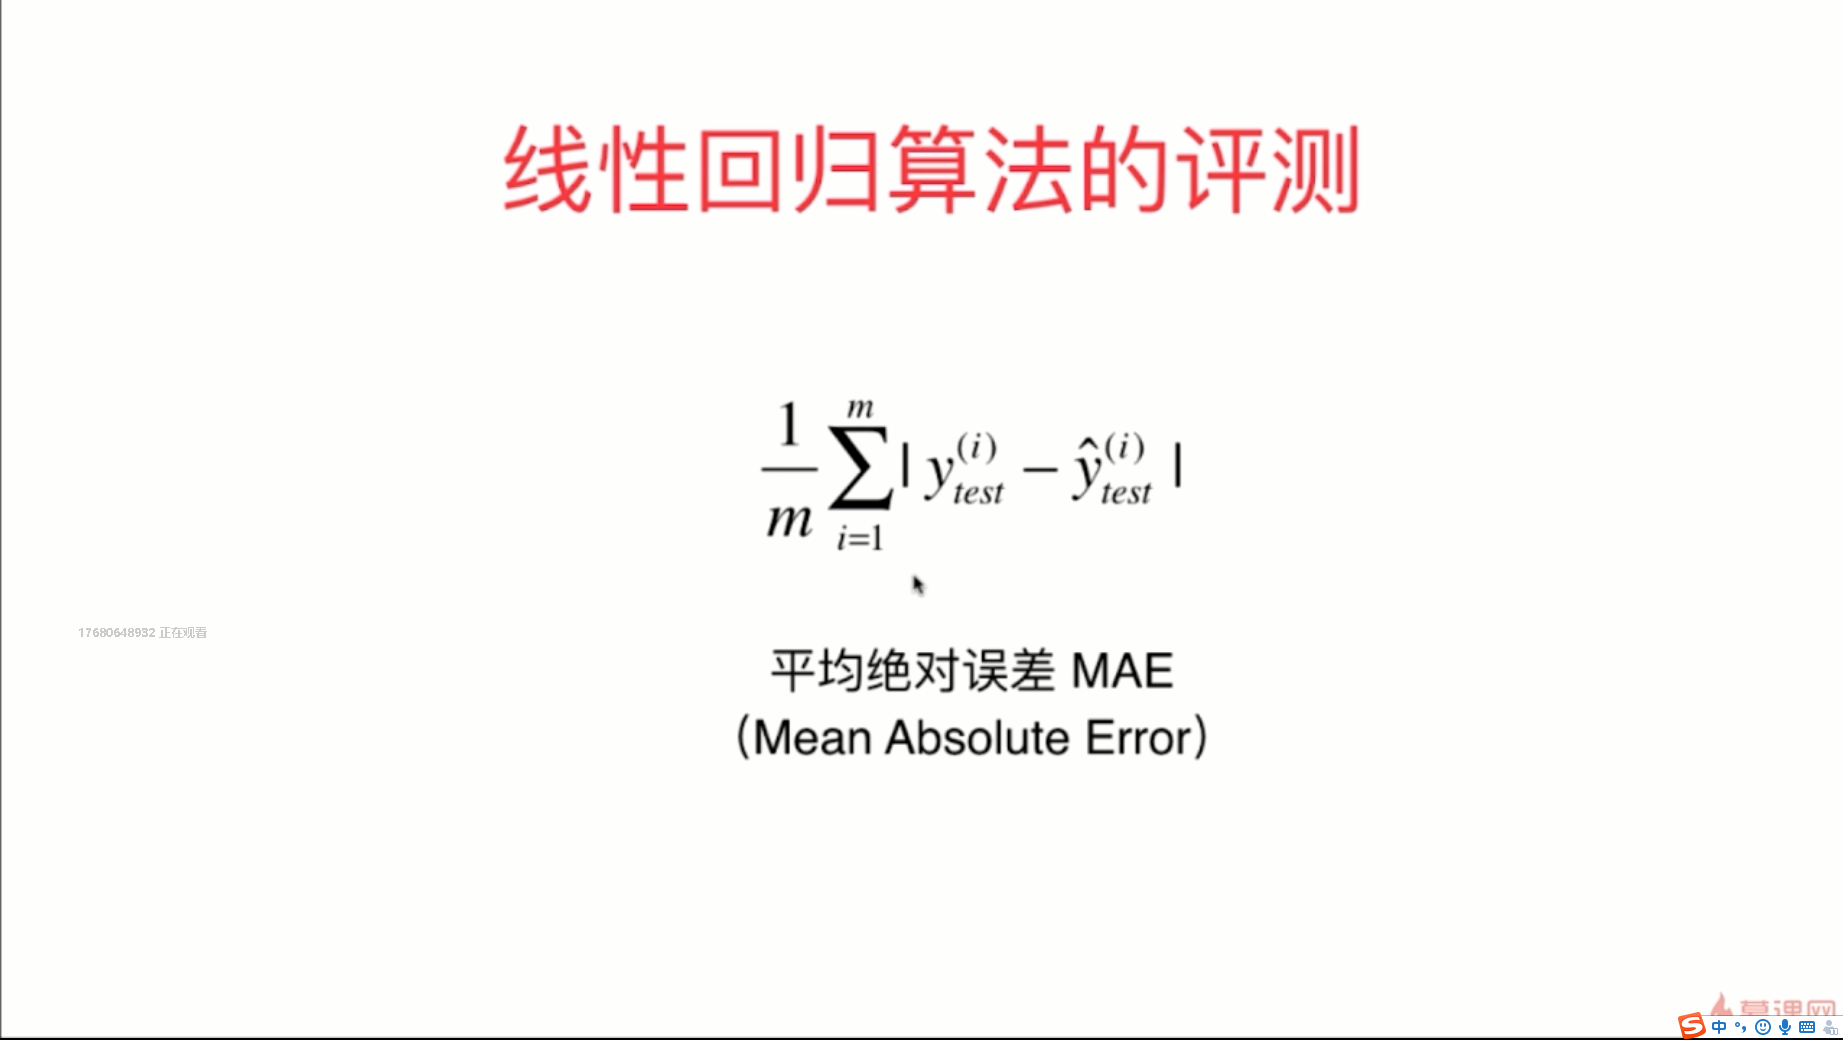 线性回归算法的评测
\frac{1}{m}\sum_{i=1}^{m}| y_{test}^{(i)} - \hat{y}_{test}^{(i)} |
17680648932 正在观看
平均绝对误差 MAE
(Mean Absolute Error)
慕课网
中